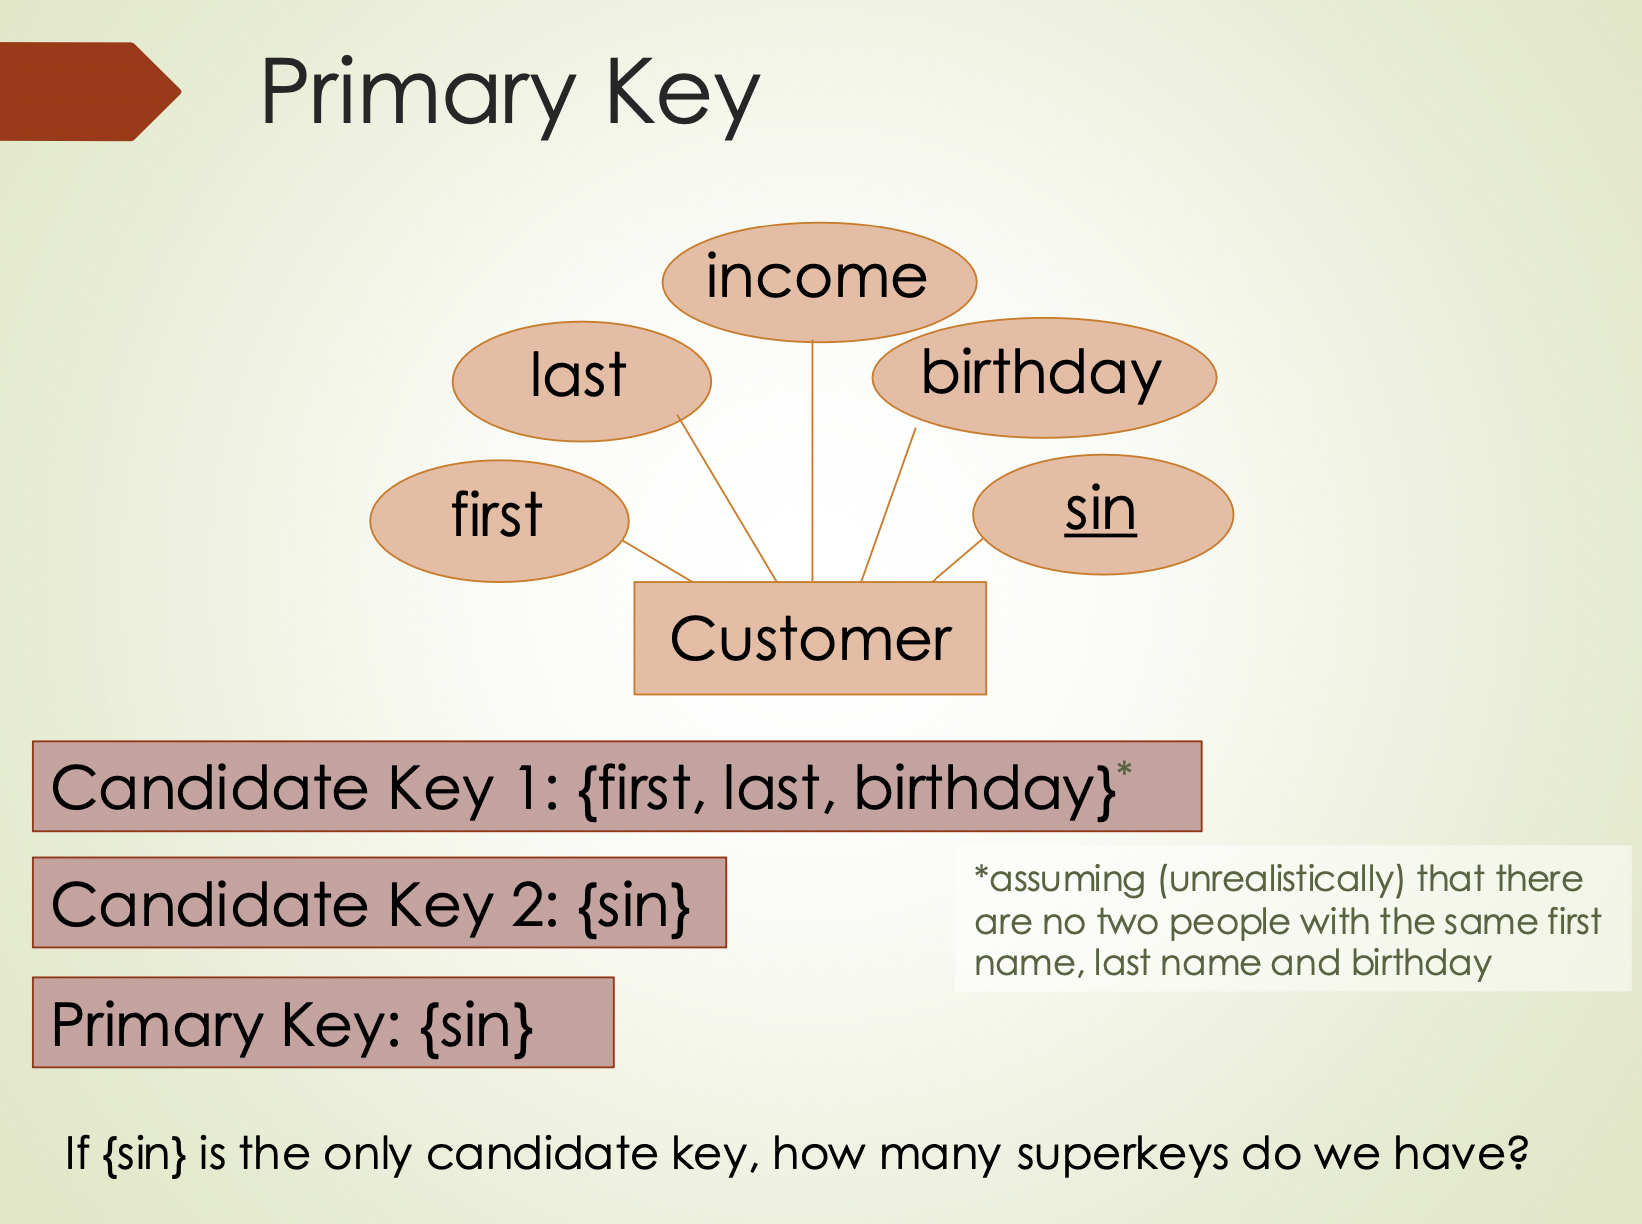 Primary Key
income
last
birthday
first
sin
Customer
Candidate Key 1: {first, last, birthday}*
Candidate Key 2: {sin}
*assuming (unrealistically) that there
are no two people with the same first
name, last name and birthday
Primary Key: {sin}
If {sin} is the only candidate key, how many superkeys do we have?